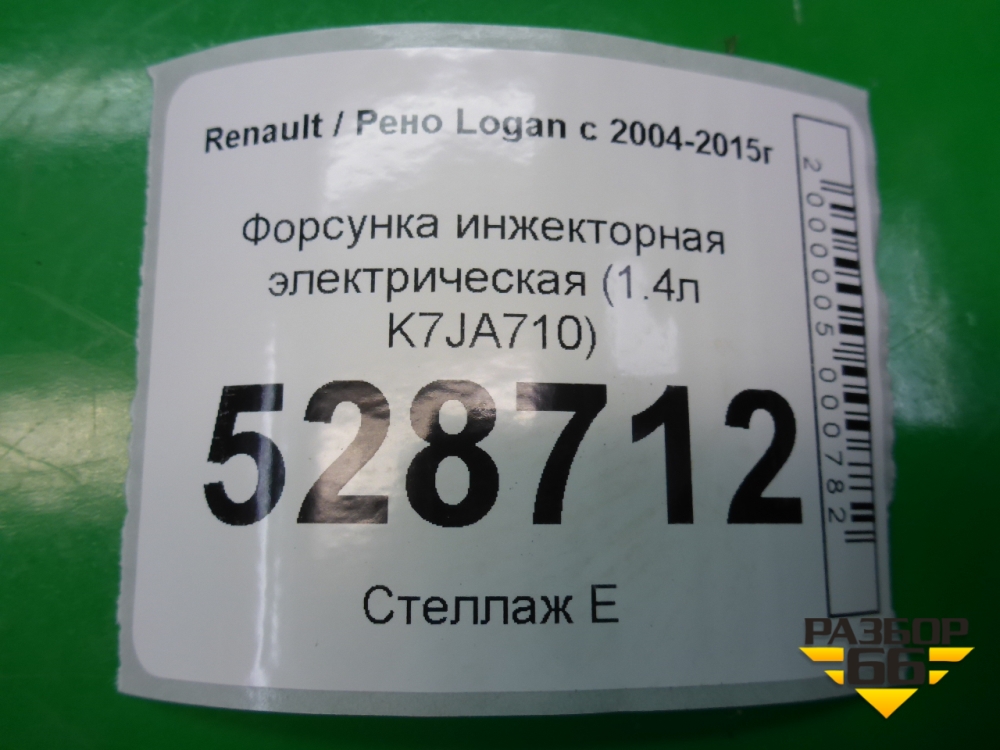 Renault / Рено Logan с 2004-2015г
Форсунка инжекторная
электрическая (1.4л
K7JA710)
528712
Стеллаж Е
2000005000782
РАЗБОР
66